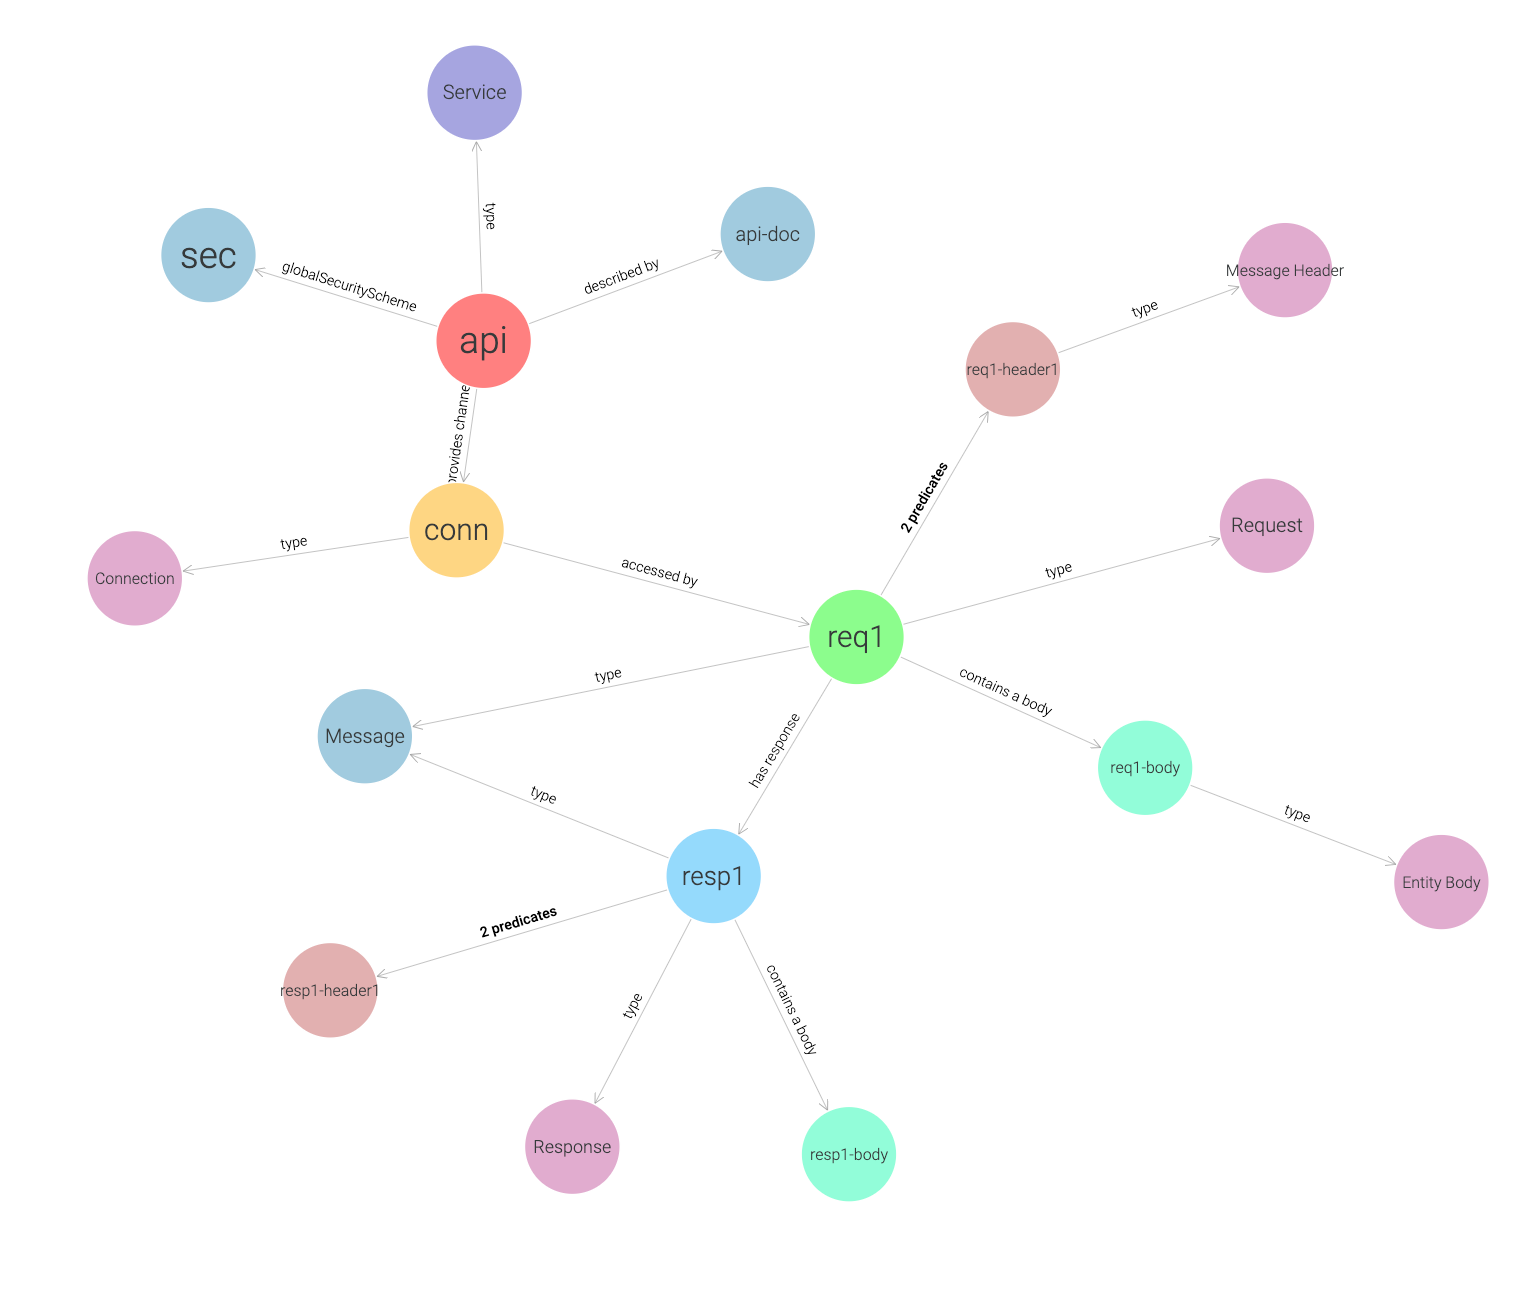 Service
type
sec
globalSecurityScheme
described by
api-doc
api
Message Header
type
req1-header1
provides channe
2 predicates
conn
type
Connection
accessed by
Request
type
req1
type
Message
contains a body
has response
req1-body
type
type
Entity Body
resp1
2 predicates
resp1-header1
type
contains a body
Response
resp1-body